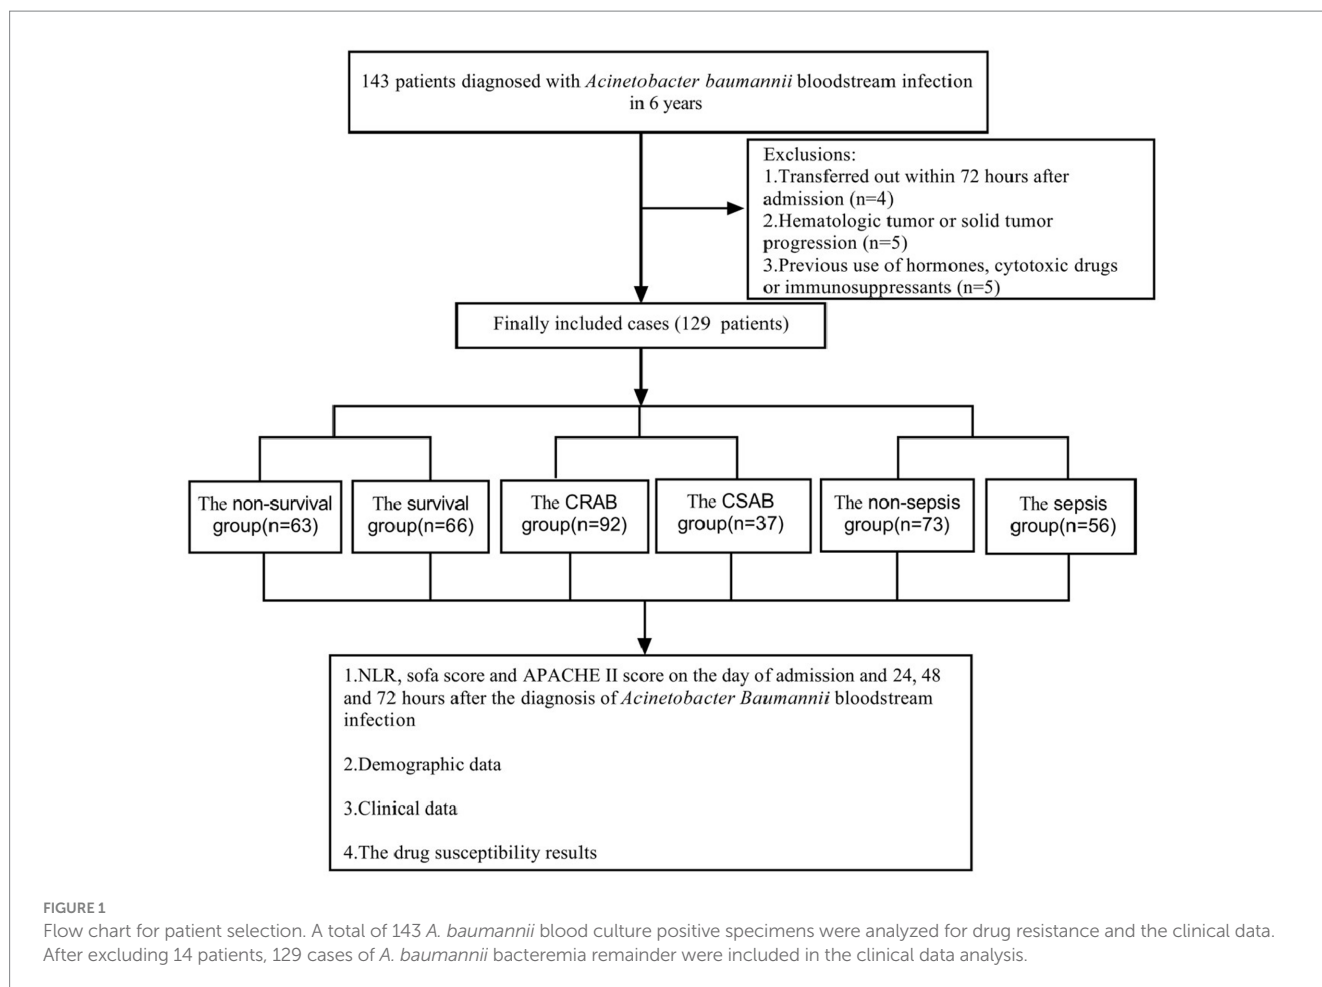 143 patients diagnosed with Acinetobacter baumannii bloodstream infection
in 6 years
Exclusions:
1.Transferred out within 72 hours after
admission (n=4)
2.Hematologic tumor or solid tumor
progression (n=5)
3.Previous use of hormones, cytotoxic drugs
or immunosuppressants (n=5)
Finally included cases (129 patients)
The non-survival
group(n=63)
The survival
group(n=66)
The CRAB
group(n=92)
The CSAB
group(n=37)
The non-sepsis
group(n=73)
The sepsis
group(n=56)
1.NLR, sofa score and APACHE II score on the day of admission and 24, 48
and 72 hours after the diagnosis of Acinetobacter Baumannii bloodstream
infection
2.Demographic data
3.Clinical data
4.The drug susceptibility results
FIGURE 1
Flow chart for patient selection. A total of 143 A. baumannii blood culture positive specimens were analyzed for drug resistance and the clinical data.
After excluding 14 patients, 129 cases of A. baumannii bacteremia remainder were included in the clinical data analysis.